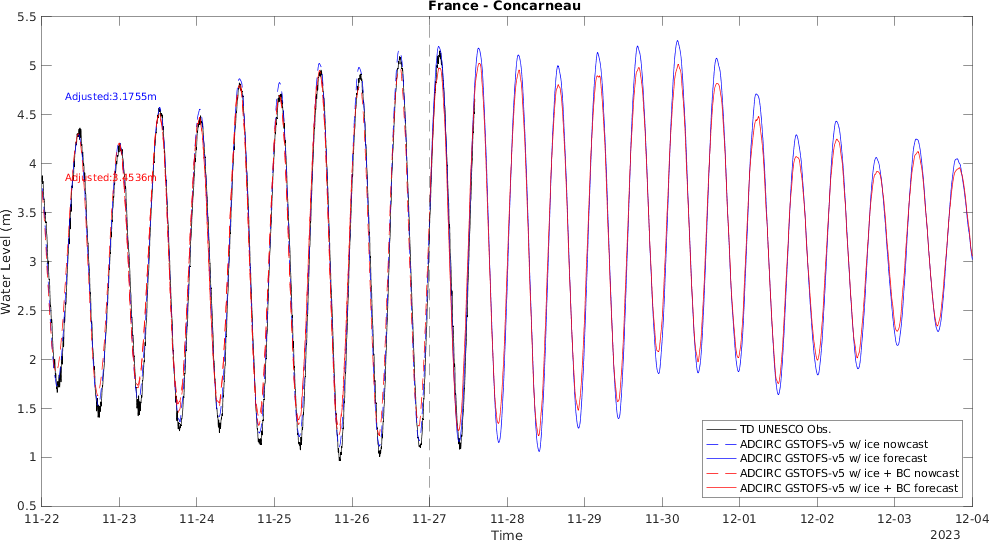 France - Concarneau
5.5
5
4.5
4
3.5
3
2.5
2
1.5
1
0.5
Water Level (m)
Adjusted:3.1755m
Adjusted:3.4536m
TD UNESCO Obs.
ADCIRC GSTOFS-v5 w/ ice nowcast
ADCIRC GSTOFS-v5 w/ ice forecast
ADCIRC GSTOFS-v5 w/ ice + BC nowcast
ADCIRC GSTOFS-v5 w/ ice + BC forecast
11-22 11-23 11-24 11-25 11-26 11-27 11-28 11-29 11-30 12-01 12-02 12-03 12-04
Time
2023